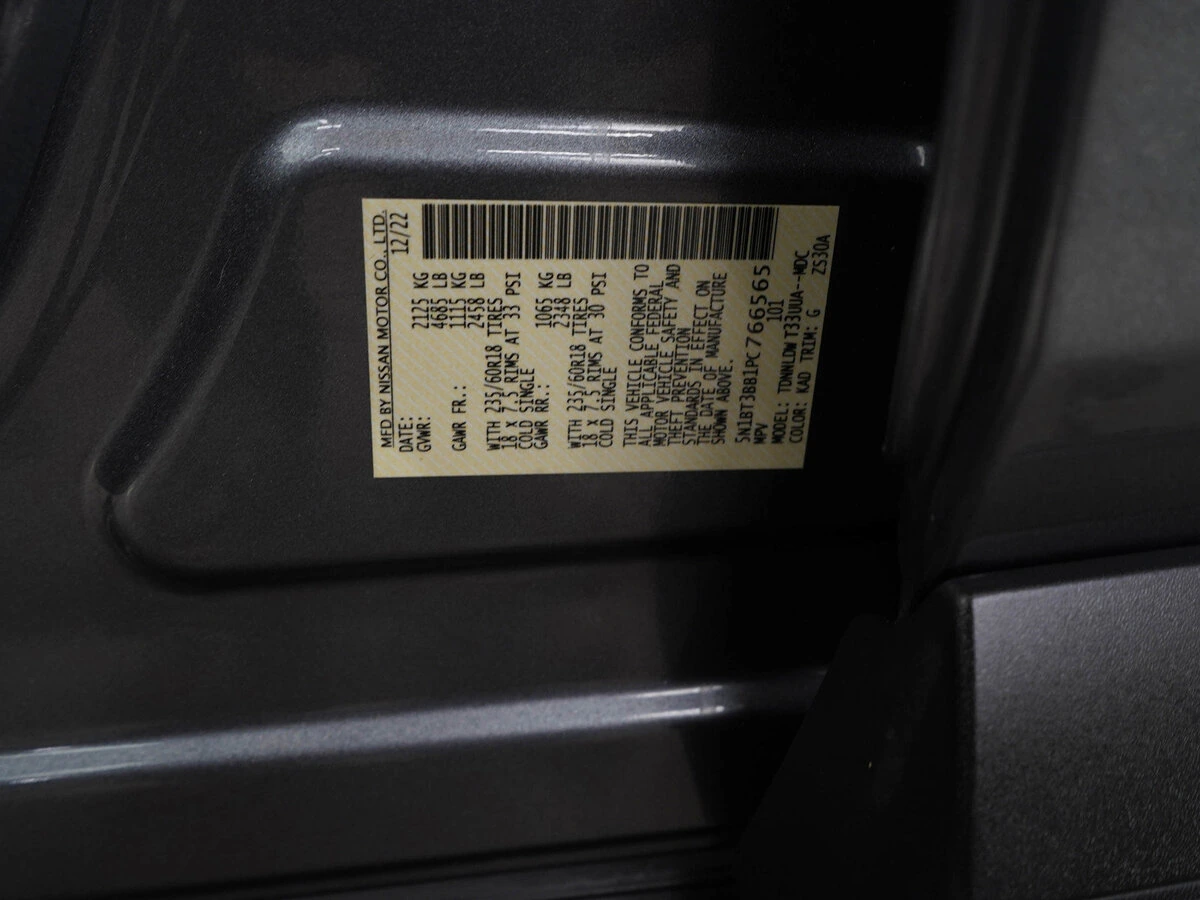 MFD BY NISSAN MOTOR CO., LTD.
DATE: 12/22
GVWR: 2125 KG
4685 LB
GAWR FR.: 1115 KG
2458 LB
WITH 235/60R18 TIRES
18 X 7.5 RIMS AT 33 PSI
COLD SINGLE
GAWR RR.: 1065 KG
2348 LB
WITH 235/60R18 TIRES
18 X 7.5 RIMS AT 30 PSI
COLD SINGLE
THIS VEHICLE CONFORMS TO
ALL APPLICABLE FEDERAL
MOTOR VEHICLE SAFETY AND
THEFT PREVENTION
STANDARDS IN EFFECT ON
THE DATE OF MANUFACTURE
SHOWN ABOVE.
5N1BT3BB1PC766565
MPV 101
MODEL: TDNNLDW T33UUA--MDC
COLOR: KAD TRIM: G ZS30A